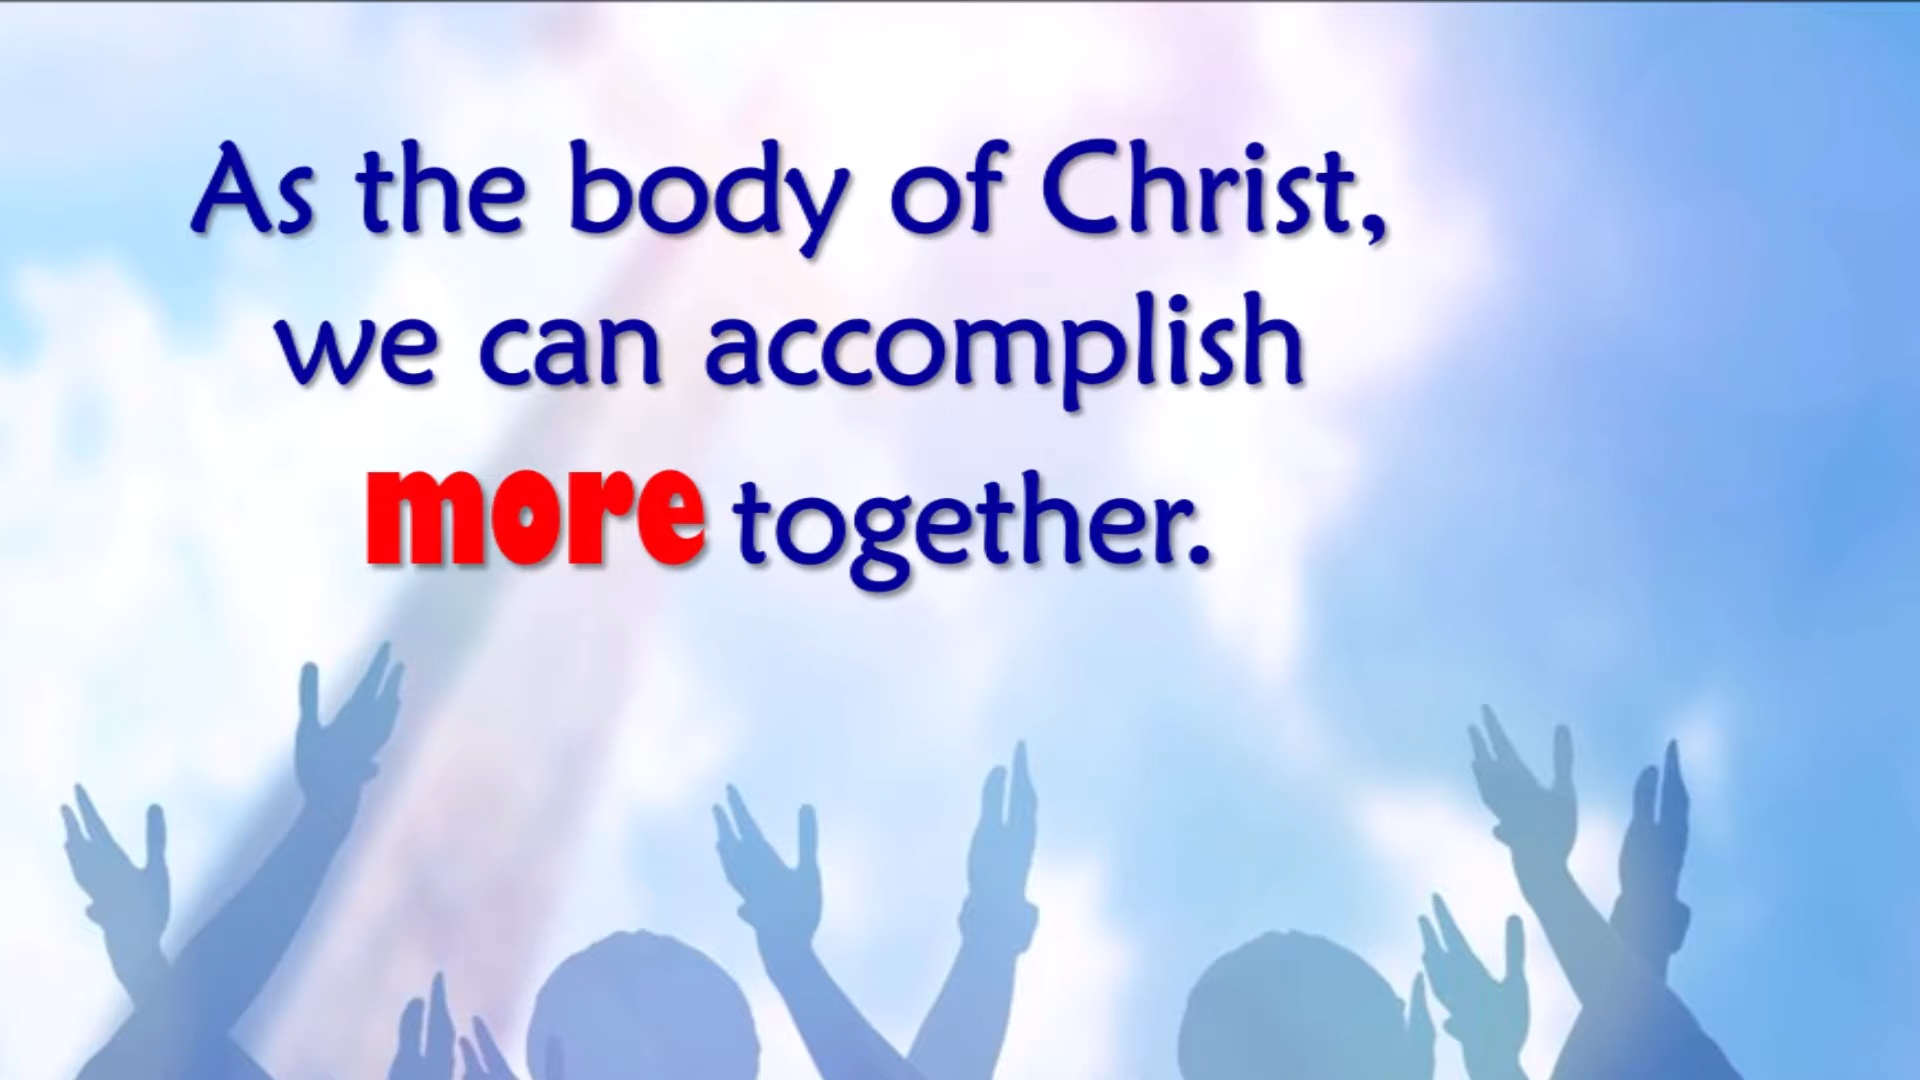 As the body of Christ,
we can accomplish
more together.